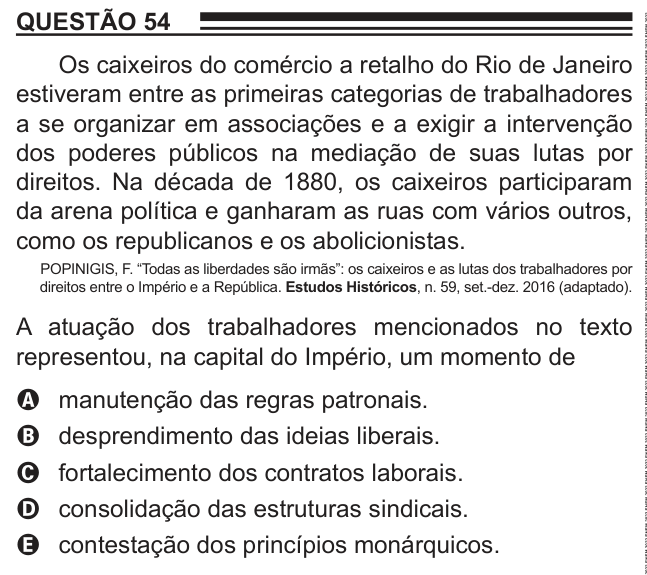 QUESTÃO 54
Os caixeiros do comércio a retalho do Rio de Janeiro
estiveram entre as primeiras categorias de trabalhadores
a se organizar em associações e a exigir a intervenção
dos poderes públicos na mediação de suas lutas por
direitos. Na década de 1880, os caixeiros participaram
da arena política e ganharam as ruas com vários outros,
como os republicanos e os abolicionistas.
POPINIGIS, F. “Todas as liberdades são irmãs”: os caixeiros e as lutas dos trabalhadores por
direitos entre o Império e a República. Estudos Históricos, n. 59, set.-dez. 2016 (adaptado).
A atuação dos trabalhadores mencionados no texto
representou, na capital do Império, um momento de
A manutenção das regras patronais.
B desprendimento das ideias liberais.
C fortalecimento dos contratos laborais.
D consolidação das estruturas sindicais.
E contestação dos princípios monárquicos.